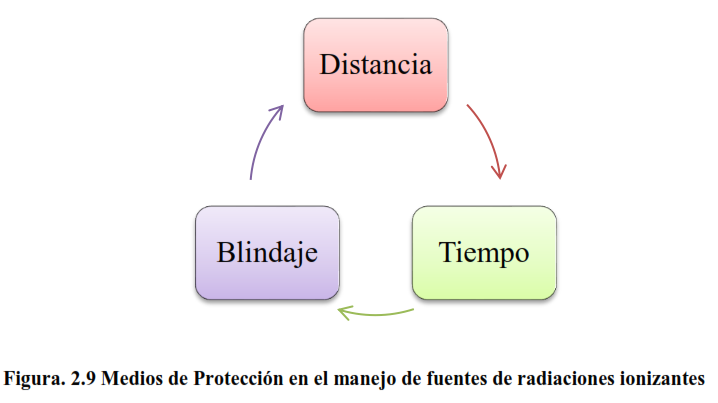 Distancia
Blindaje
Tiempo
Figura. 2.9 Medios de Protección en el manejo de fuentes de radiaciones ionizantes